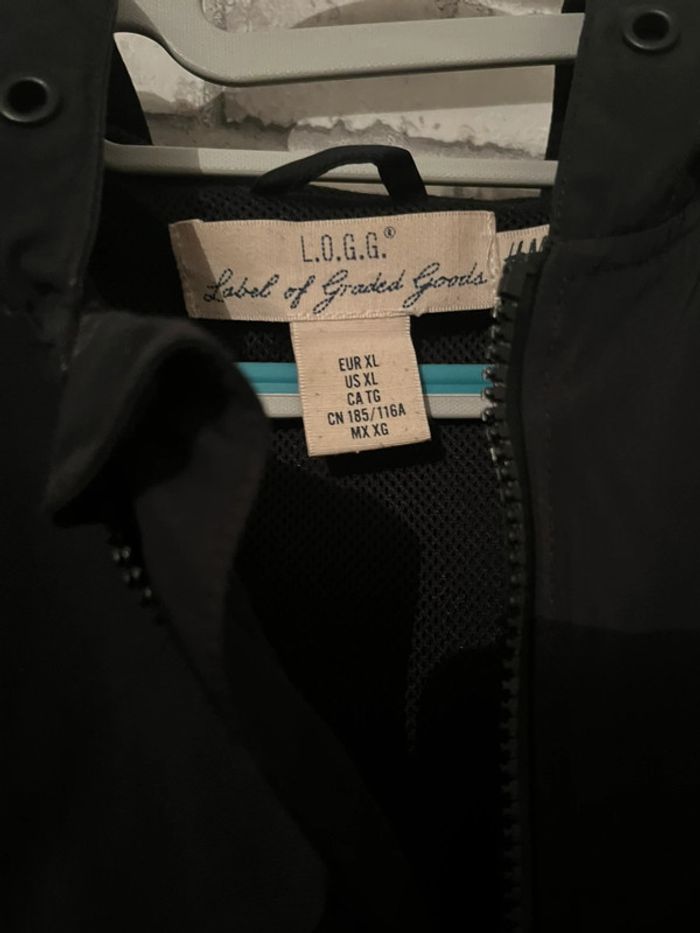 L.O.G.G.®
Label of Graded Goods
EUR XL
US XL
CA TG
CN 185/116A
MX XG